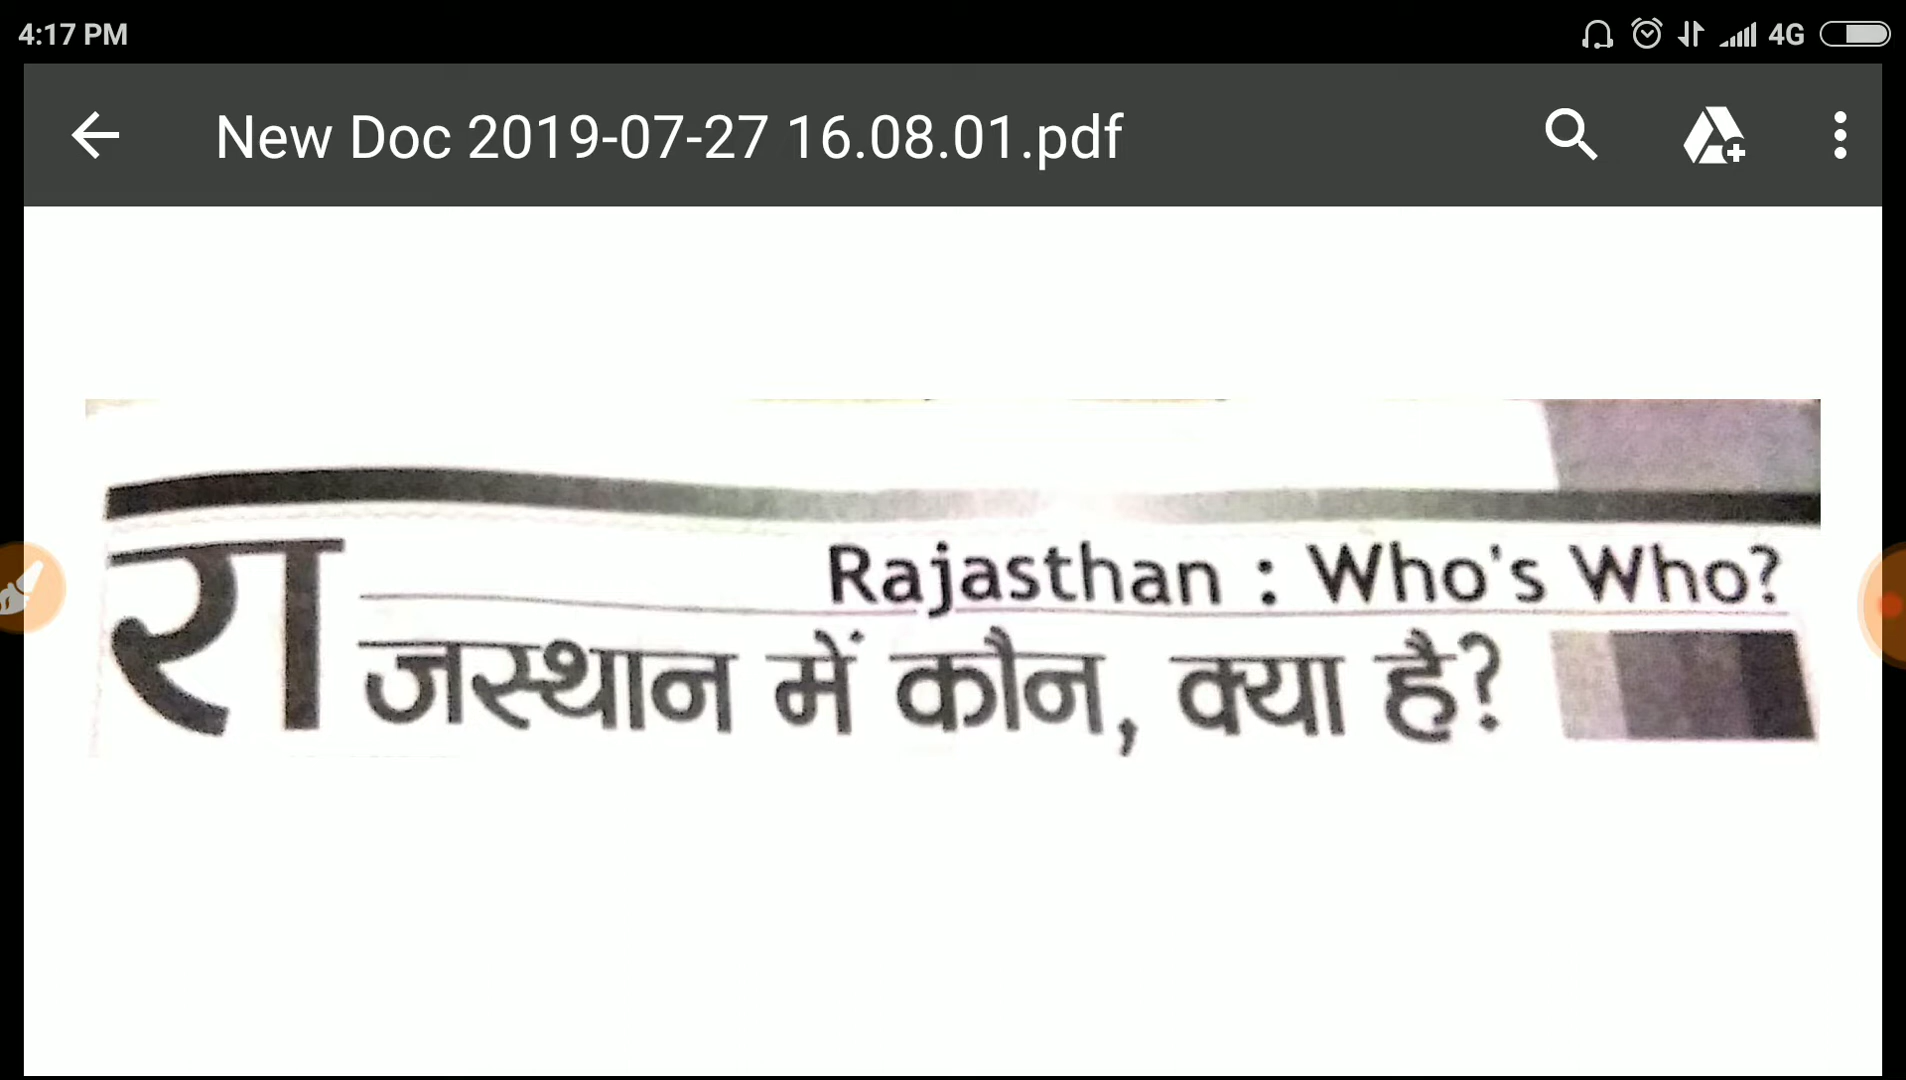 4:17 PM 4G
New Doc 2019-07-27 16.08.01.pdf
Rajasthan : Who's Who?
राजस्थान में कौन, क्या है?